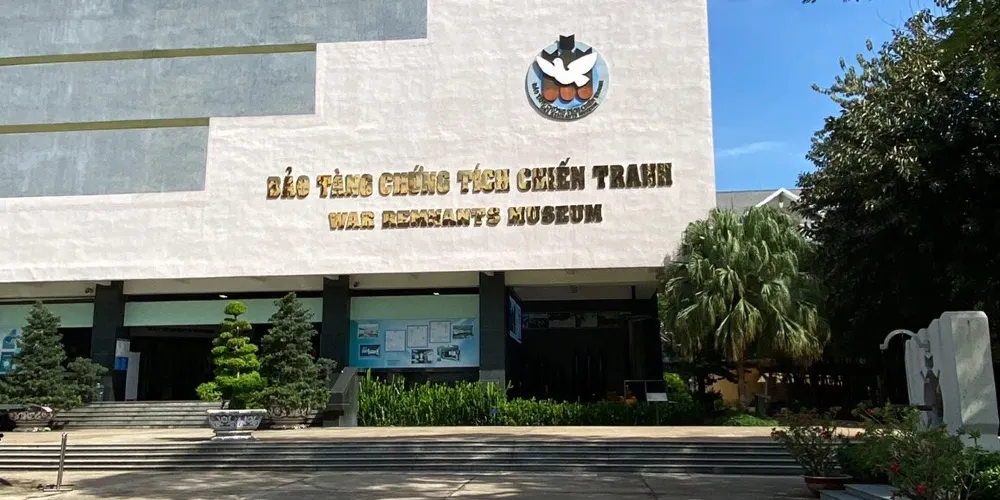 BẢO TÀNG CHỨNG TÍCH CHIẾN TRANH
WAR REMNANTS MUSEUM